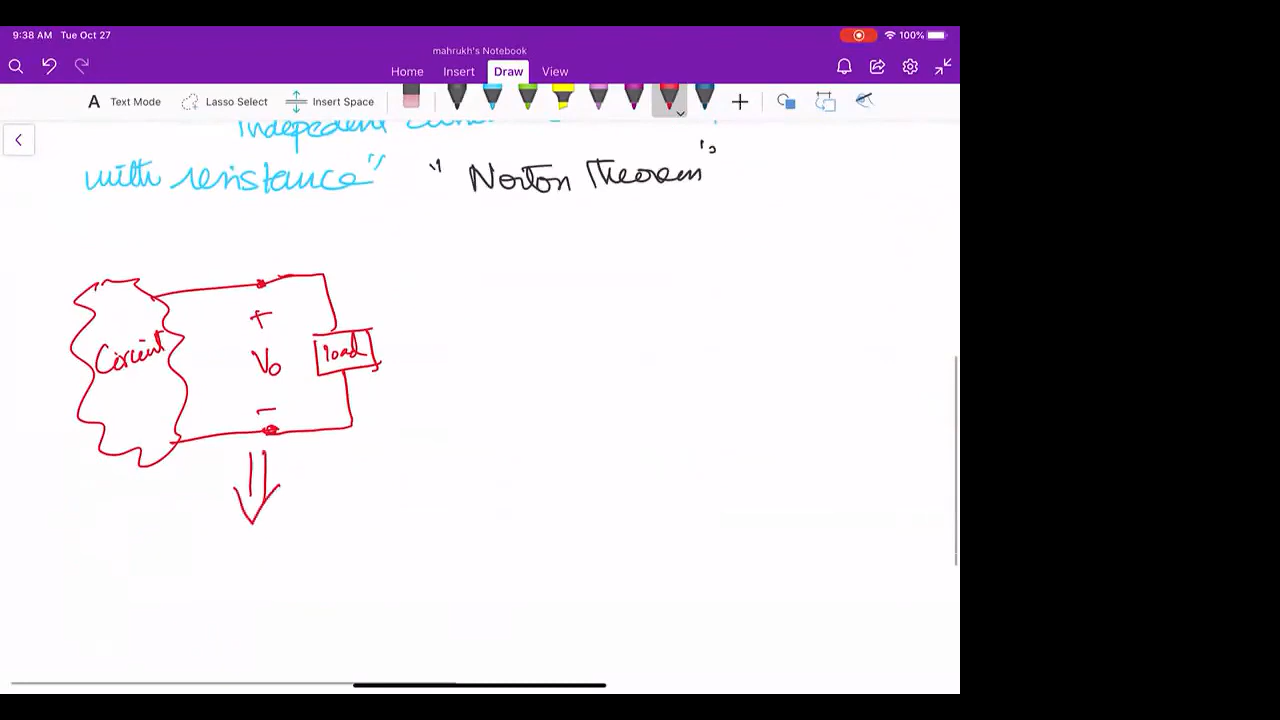 9:38 AM Tue Oct 27
100%
mahrukh's Notebook
Home Insert Draw View
A Text Mode Lasso Select Insert Space
Indepedent
with resistance" " Norton Theorem"
Circuit
+
Vo
-
load